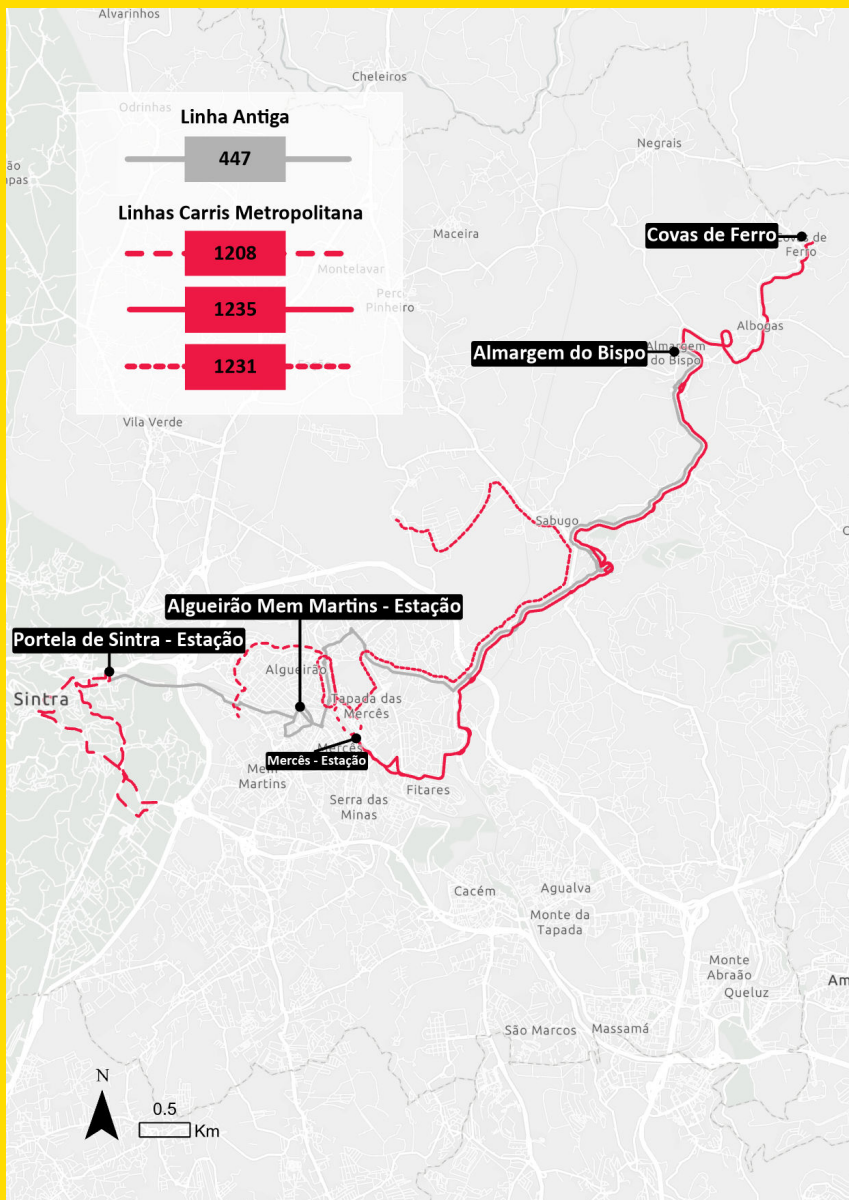 Alvarinhos
Cheleiros
Odrinhas
Linha Antiga
447
Negrais
Linhas Carris Metropolitana
1208
Maceira
Covas de Ferro
Ferro
Montelavar
1235
Pinheiro
Albogas
1231
Almargem do Bispo
Almargem
do Bispo
Vila Verde
Sabugo
Algueirão Mem Martins - Estação
Portela de Sintra - Estação
Algueirão
Sintra
Tapada das
Mercês
Mercês
Mercês - Estação
Mem
Martins
Fitares
Serra das
Minas
Cacém
Agualva
Monte da
Tapada
Monte
Abraão
Queluz
Am
São Marcos
Massamá
N
0.5
Km